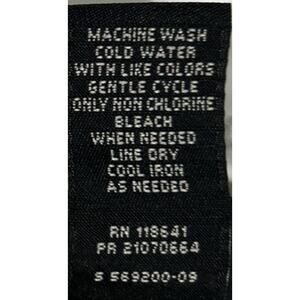 MACHINE WASH
COLD WATER
WITH LIKE COLORS
GENTLE CYCLE
ONLY NON CHLORINE
BLEACH
WHEN NEEDED
LINE DRY
COOL IRON
AS NEEDED
RN 118641
PR 21070664
S 569200-09